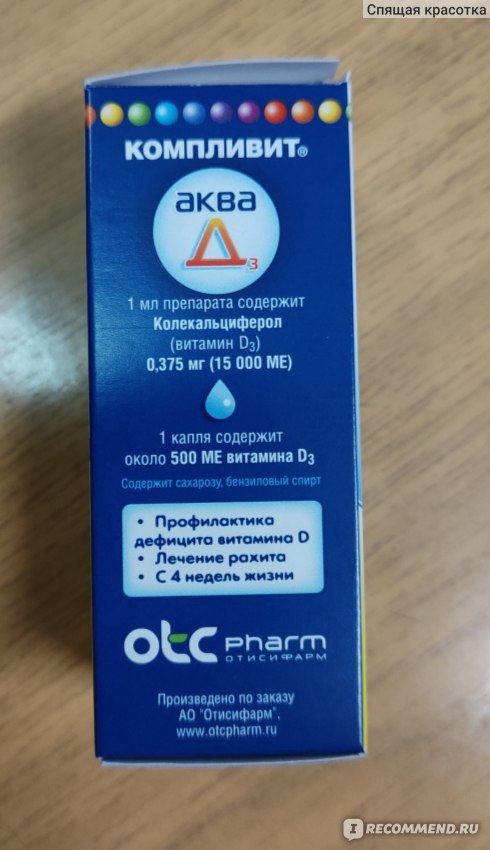 Спящая красотка
КОМПЛИВИТ®
аква
Д3
1 мл препарата содержит
Колекальциферол
(витамин D3)
0,375 мг (15 000 МЕ)
1 капля содержит
около 500 МЕ витамина D3
Содержит сахарозу, бензиловый спирт
• Профилактика
дефицита витамина D
• Лечение рахита
• С 4 недель жизни
otc pharm
ОТИСИФАРМ
Произведено по заказу
АО "Отисифарм",
www.otcpharm.ru
I RECOMMEND.RU